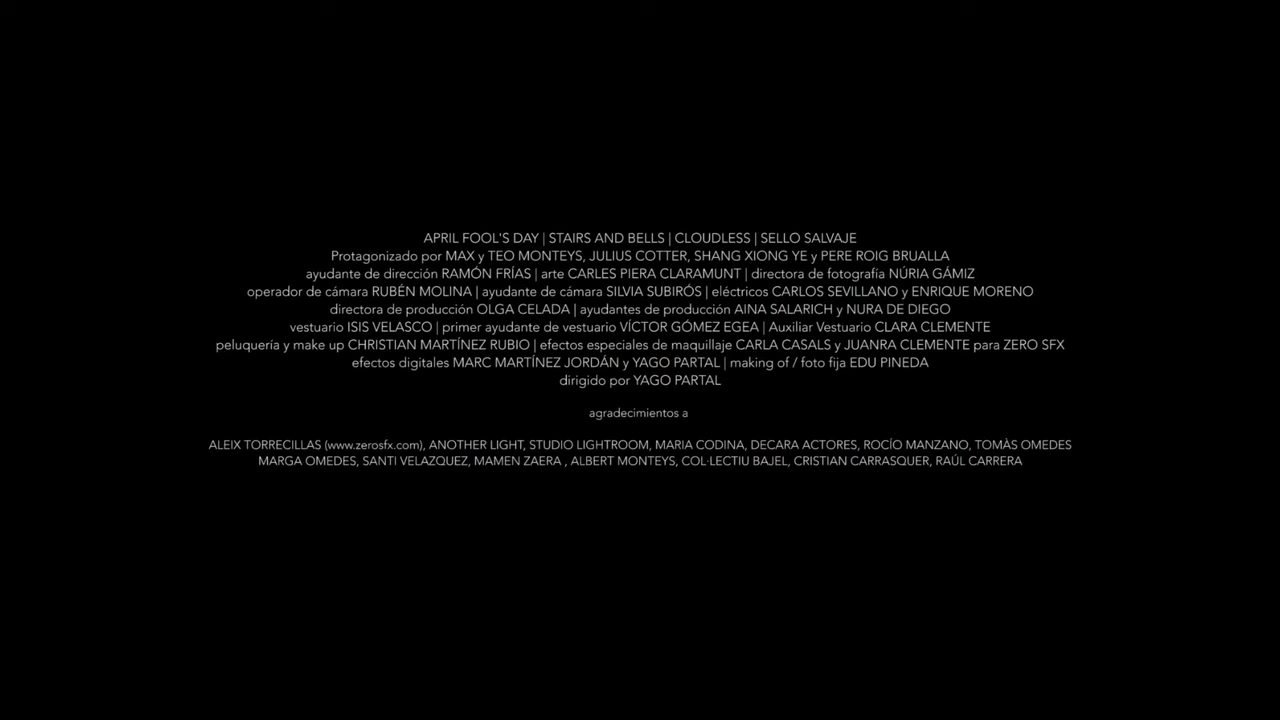 APRIL FOOL'S DAY | STAIRS AND BELLS | CLOUDLESS | SELLO SALVAJE
Protagonizado por MAX y TEO MONTEYS, JULIUS COTTER, SHANG XIONG YE y PERE ROIG BRUALLA
ayudante de dirección RAMÓN FRÍAS | arte CARLES PIERA CLARAMUNT | directora de fotografía NÚRIA GÁMIZ
operador de cámara RUBÉN MOLINA | ayudante de cámara SILVIA SUBIRÓS | eléctricos CARLOS SEVILLANO y ENRIQUE MORENO
directora de producción OLGA CELADA | ayudantes de producción AINA SALARICH y NURA DE DIEGO
vestuario ISIS VELASCO | primer ayudante de vestuario VÍCTOR GÓMEZ EGEA | Auxiliar Vestuario CLARA CLEMENTE
peluquería y make up CHRISTIAN MARTÍNEZ RUBIO | efectos especiales de maquillaje CARLA CASALS y JUANRA CLEMENTE para ZERO SFX
efectos digitales MARC MARTÍNEZ JORDÁN y YAGO PARTAL | making of / foto fija EDU PINEDA
dirigido por YAGO PARTAL
agradecimientos a
ALEIX TORRECILLAS (www.zerosfx.com), ANOTHER LIGHT, STUDIO LIGHTROOM, MARIA CODINA, DECARA ACTORES, ROCÍO MANZANO, TOMÀS OMEDES
MARGA OMEDES, SANTI VELAZQUEZ, MAMEN ZAERA , ALBERT MONTEYS, COL·LECTIU BAJEL, CRISTIAN CARRASQUER, RAÚL CARRERA